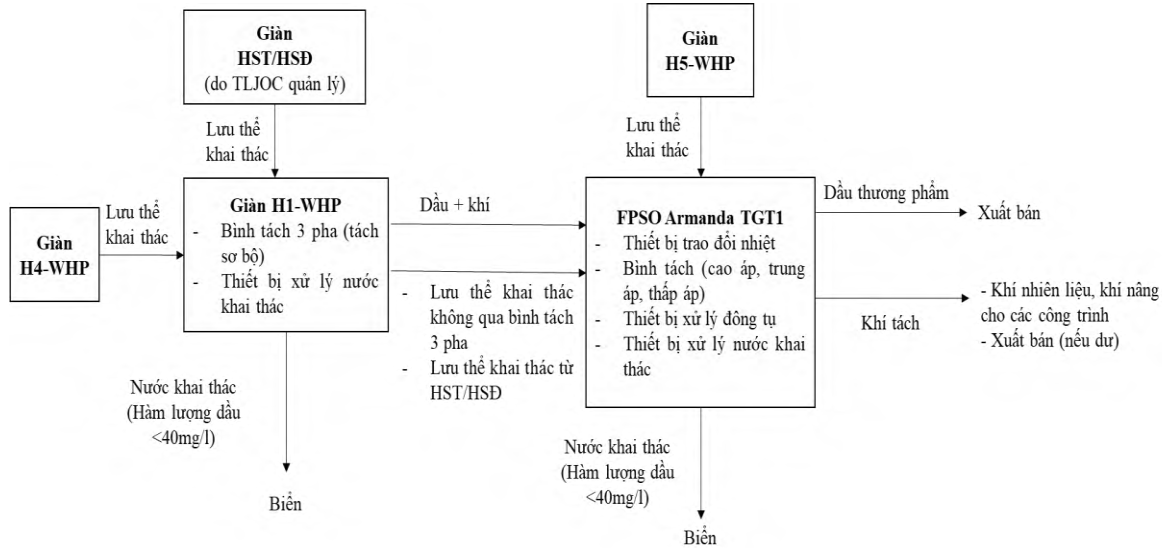 Giàn
HST/HSĐ
(do TLJOC quản lý)
Giàn
H5-WHP
Lưu thể
khai thác
Lưu thể
khai thác
Giàn
H4-WHP
Lưu thể
khai thác
Giàn H1-WHP
- Bình tách 3 pha (tách
sơ bộ)
- Thiết bị xử lý nước
khai thác
Dầu + khí
- Lưu thể khai thác
không qua bình tách
3 pha
- Lưu thể khai thác từ
HST/HSĐ
FPSO Armanda TGT1
- Thiết bị trao đổi nhiệt
- Bình tách (cao áp, trung
áp, thấp áp)
- Thiết bị xử lý đông tụ
- Thiết bị xử lý nước khai
thác
Dầu thương phẩm
Xuất bán
Khí tách
- Khí nhiên liệu, khí nâng
cho các công trình
- Xuất bán (nếu dư)
Nước khai thác
(Hàm lượng dầu
<40mg/l)
Biển
Nước khai thác
(Hàm lượng dầu
<40mg/l)
Biển